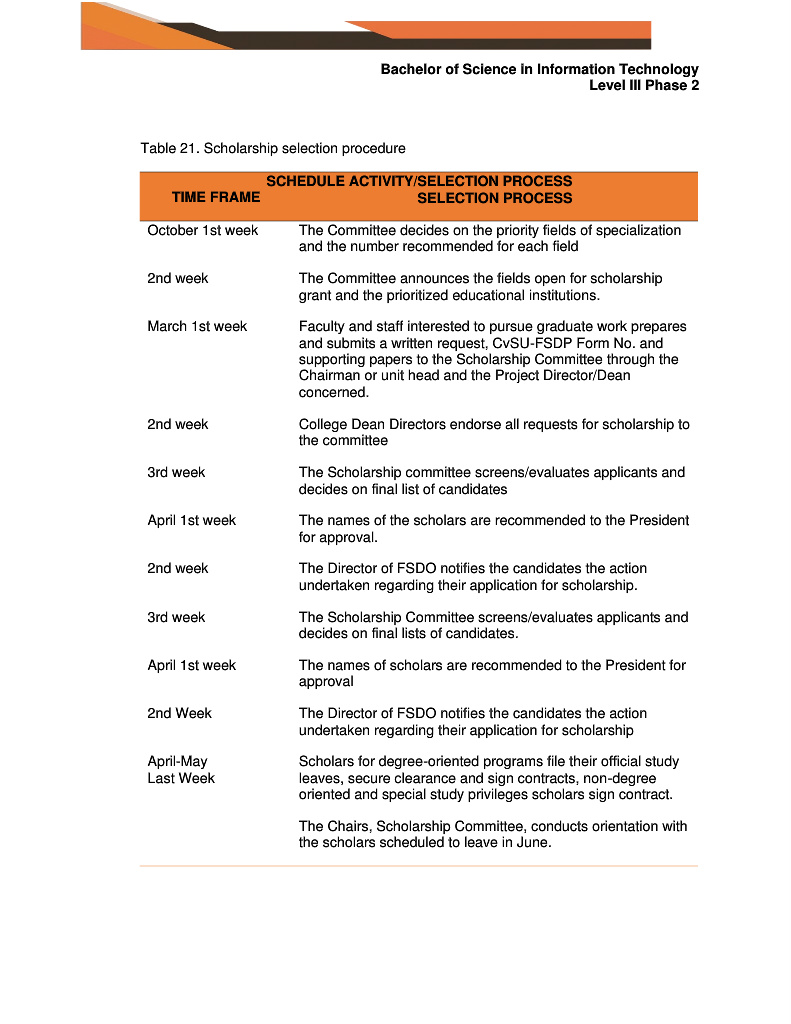 Bachelor of Science in Information Technology
Level III Phase 2
Table 21. Scholarship selection procedure
SCHEDULE ACTIVITY/SELECTION PROCESS
TIME FRAME SELECTION PROCESS
October 1st week The Committee decides on the priority fields of specialization
and the number recommended for each field
2nd week The Committee announces the fields open for scholarship
grant and the prioritized educational institutions.
March 1st week Faculty and staff interested to pursue graduate work prepares
and submits a written request, CvSU-FSDP Form No. and
supporting papers to the Scholarship Committee through the
Chairman or unit head and the Project Director/Dean
concerned.
2nd week College Dean Directors endorse all requests for scholarship to
the committee
3rd week The Scholarship committee screens/evaluates applicants and
decides on final list of candidates
April 1st week The names of the scholars are recommended to the President
for approval.
2nd week The Director of FSDO notifies the candidates the action
undertaken regarding their application for scholarship.
3rd week The Scholarship Committee screens/evaluates applicants and
decides on final lists of candidates.
April 1st week The names of scholars are recommended to the President for
approval
2nd Week The Director of FSDO notifies the candidates the action
undertaken regarding their application for scholarship
April-May Scholars for degree-oriented programs file their official study
Last Week leaves, secure clearance and sign contracts, non-degree
oriented and special study privileges scholars sign contract.
The Chairs, Scholarship Committee, conducts orientation with
the scholars scheduled to leave in June.